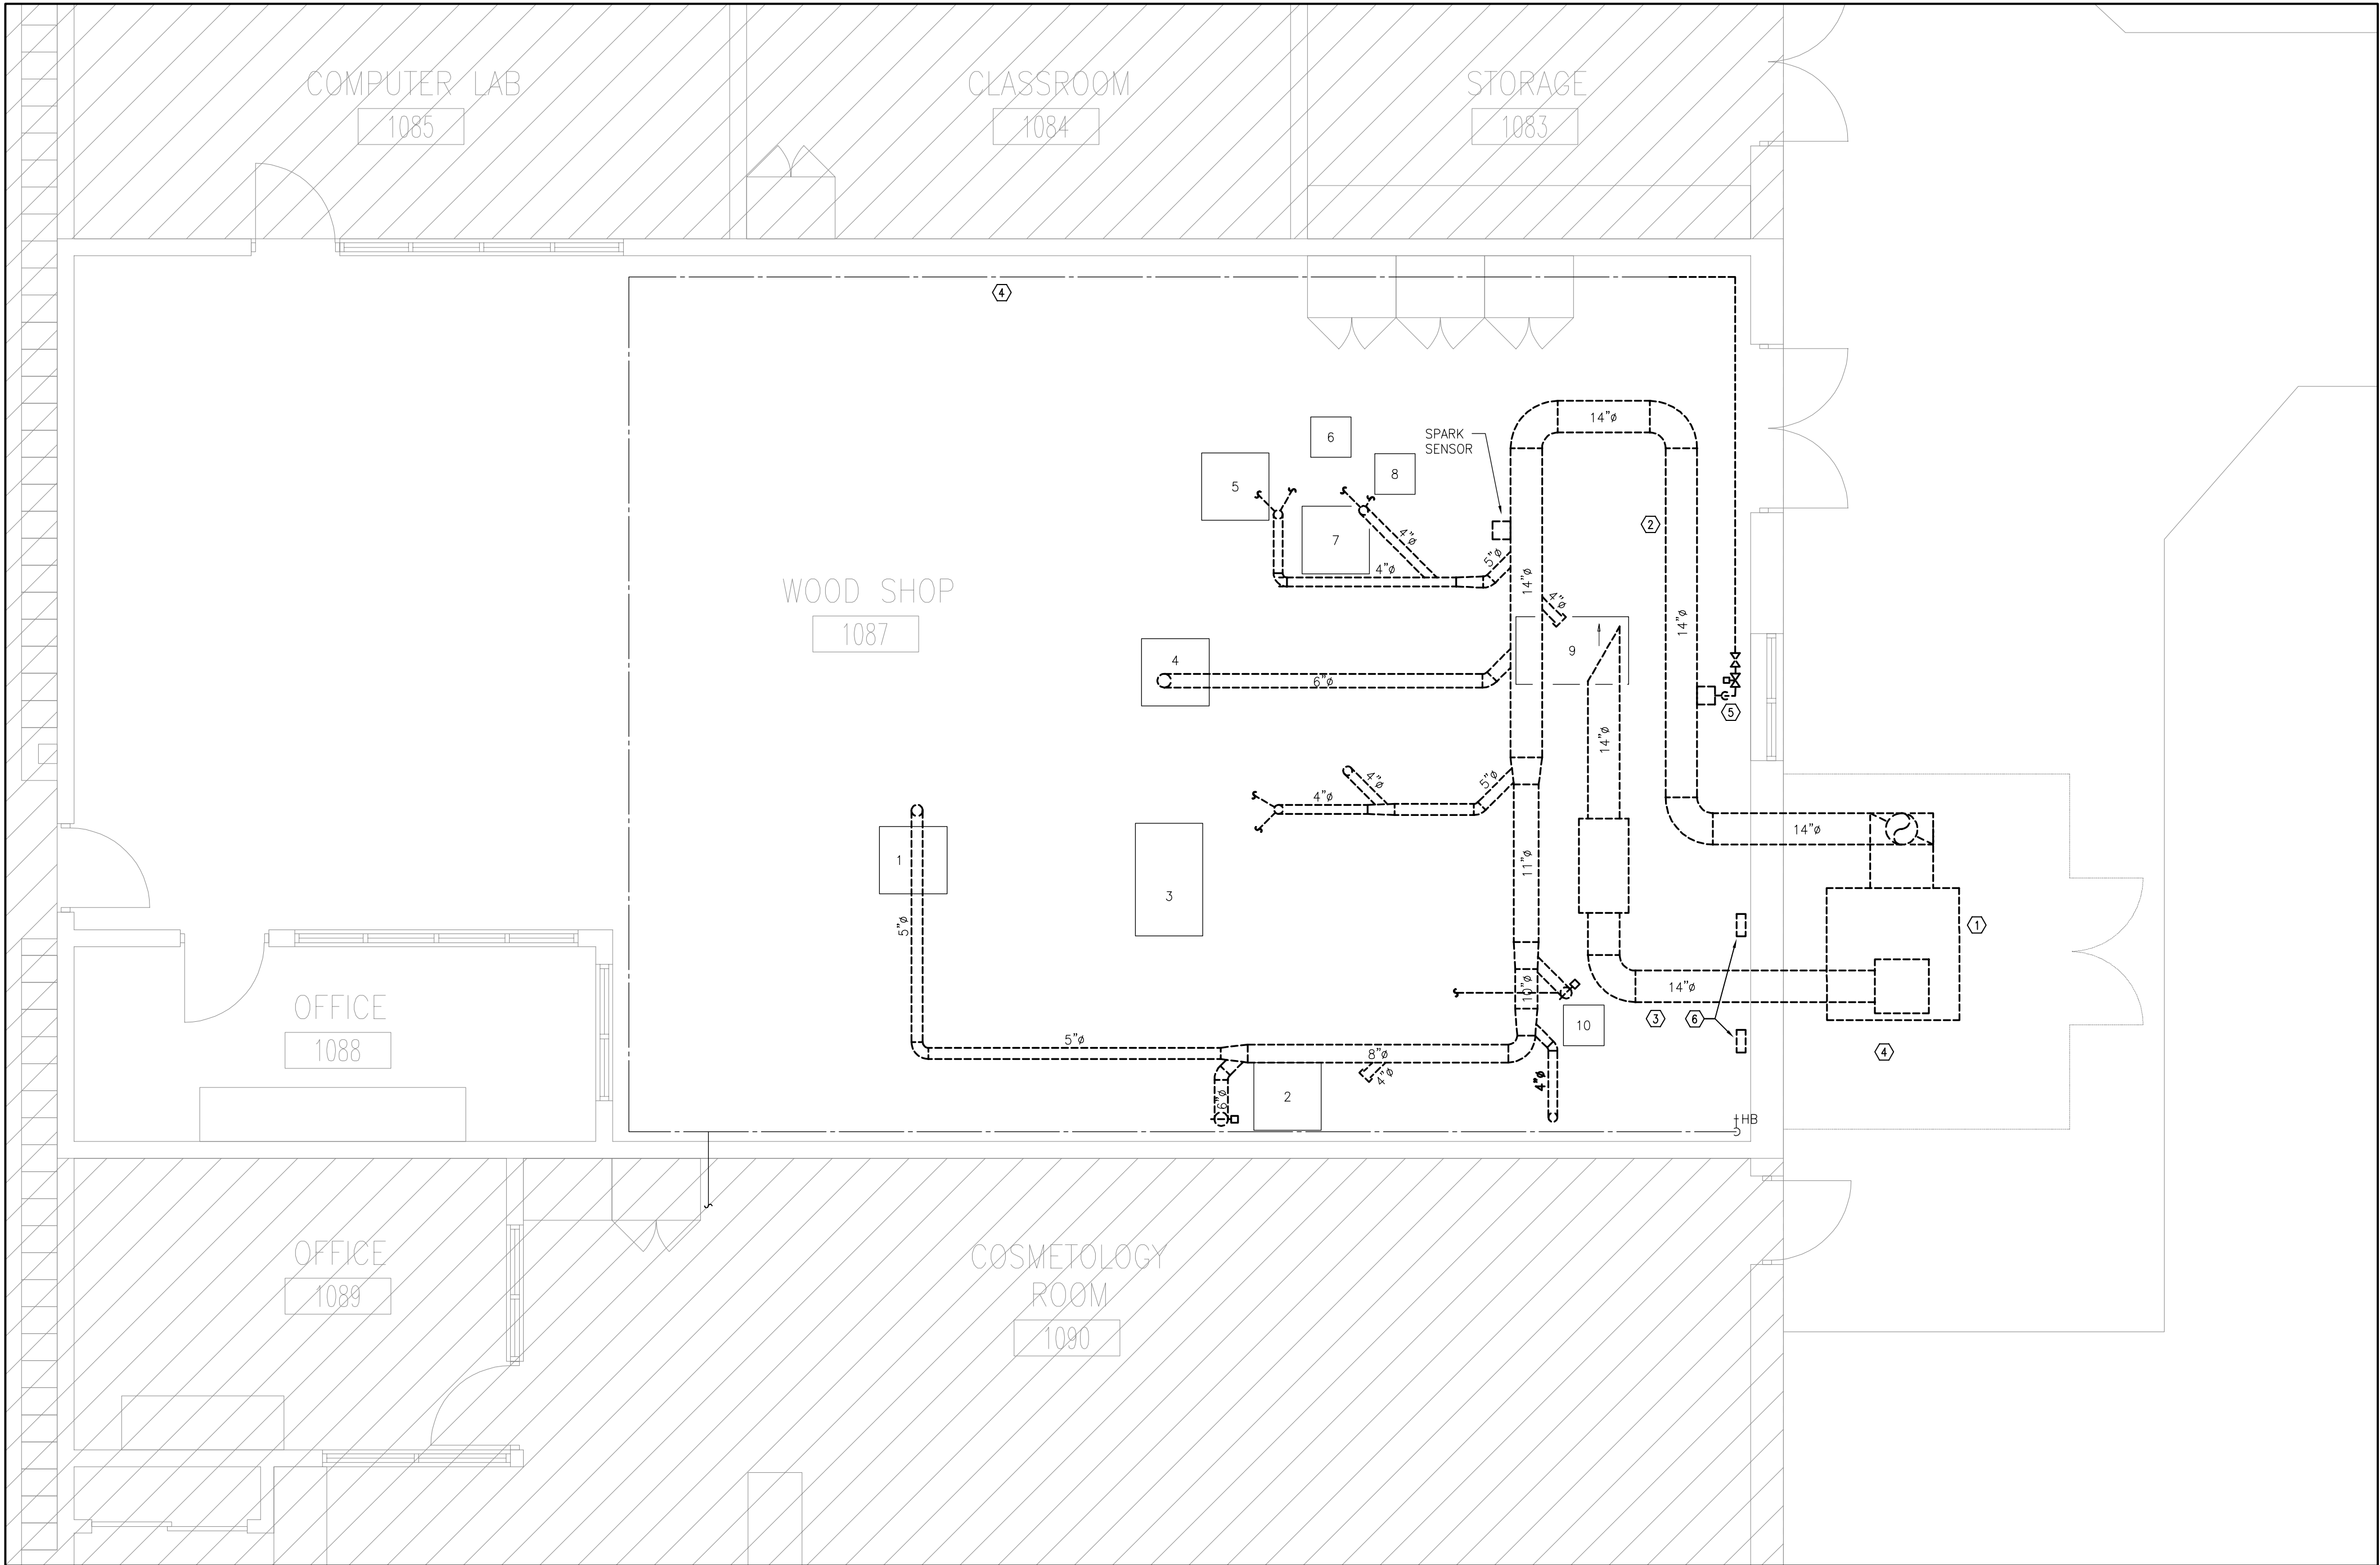 COMPUTER LAB
1085
CLASSROOM
1084
STORAGE
1083
4
6
SPARK
SENSOR
14"ø
5
8
7
4"ø
5"ø
4"ø
14"ø
2
4"ø
14"ø
WOOD SHOP
1087
4
6"ø
9
5
14"ø
4"ø
4"ø
5"ø
14"ø
1
3
11"ø
5"ø
1
10"ø
14"ø
3
6
OFFICE
1088
10
5"ø
8"ø
4"ø
4"ø
4
6"ø
2
HB
OFFICE
1089
COSMETOLOGY
ROOM
1090